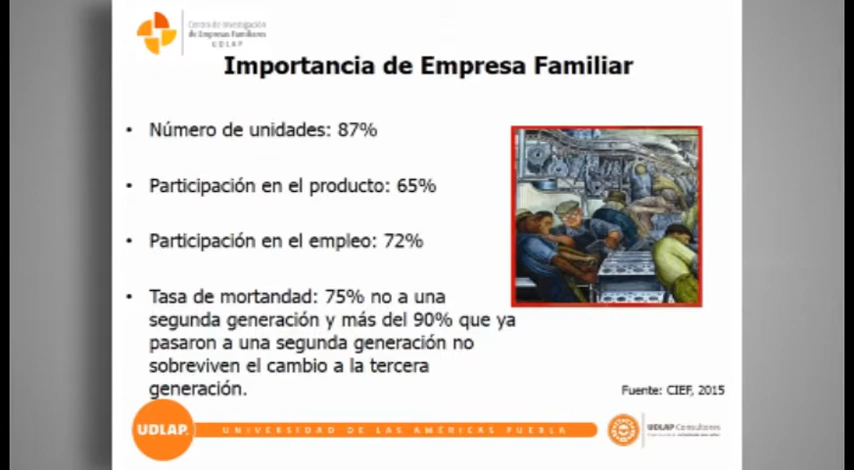 Centro de Investigación
de Empresas Familiares
UDLAP
Importancia de Empresa Familiar
• Número de unidades: 87%
• Participación en el producto: 65%
• Participación en el empleo: 72%
• Tasa de mortandad: 75% no a una
segunda generación y más del 90% que ya
pasaron a una segunda generación no
sobreviven el cambio a la tercera
generación.
Fuente: CIEF, 2015
UDLAP
UNIVERSIDAD DE LAS AMÉRICAS PUEBLA
UDLAP Consultores